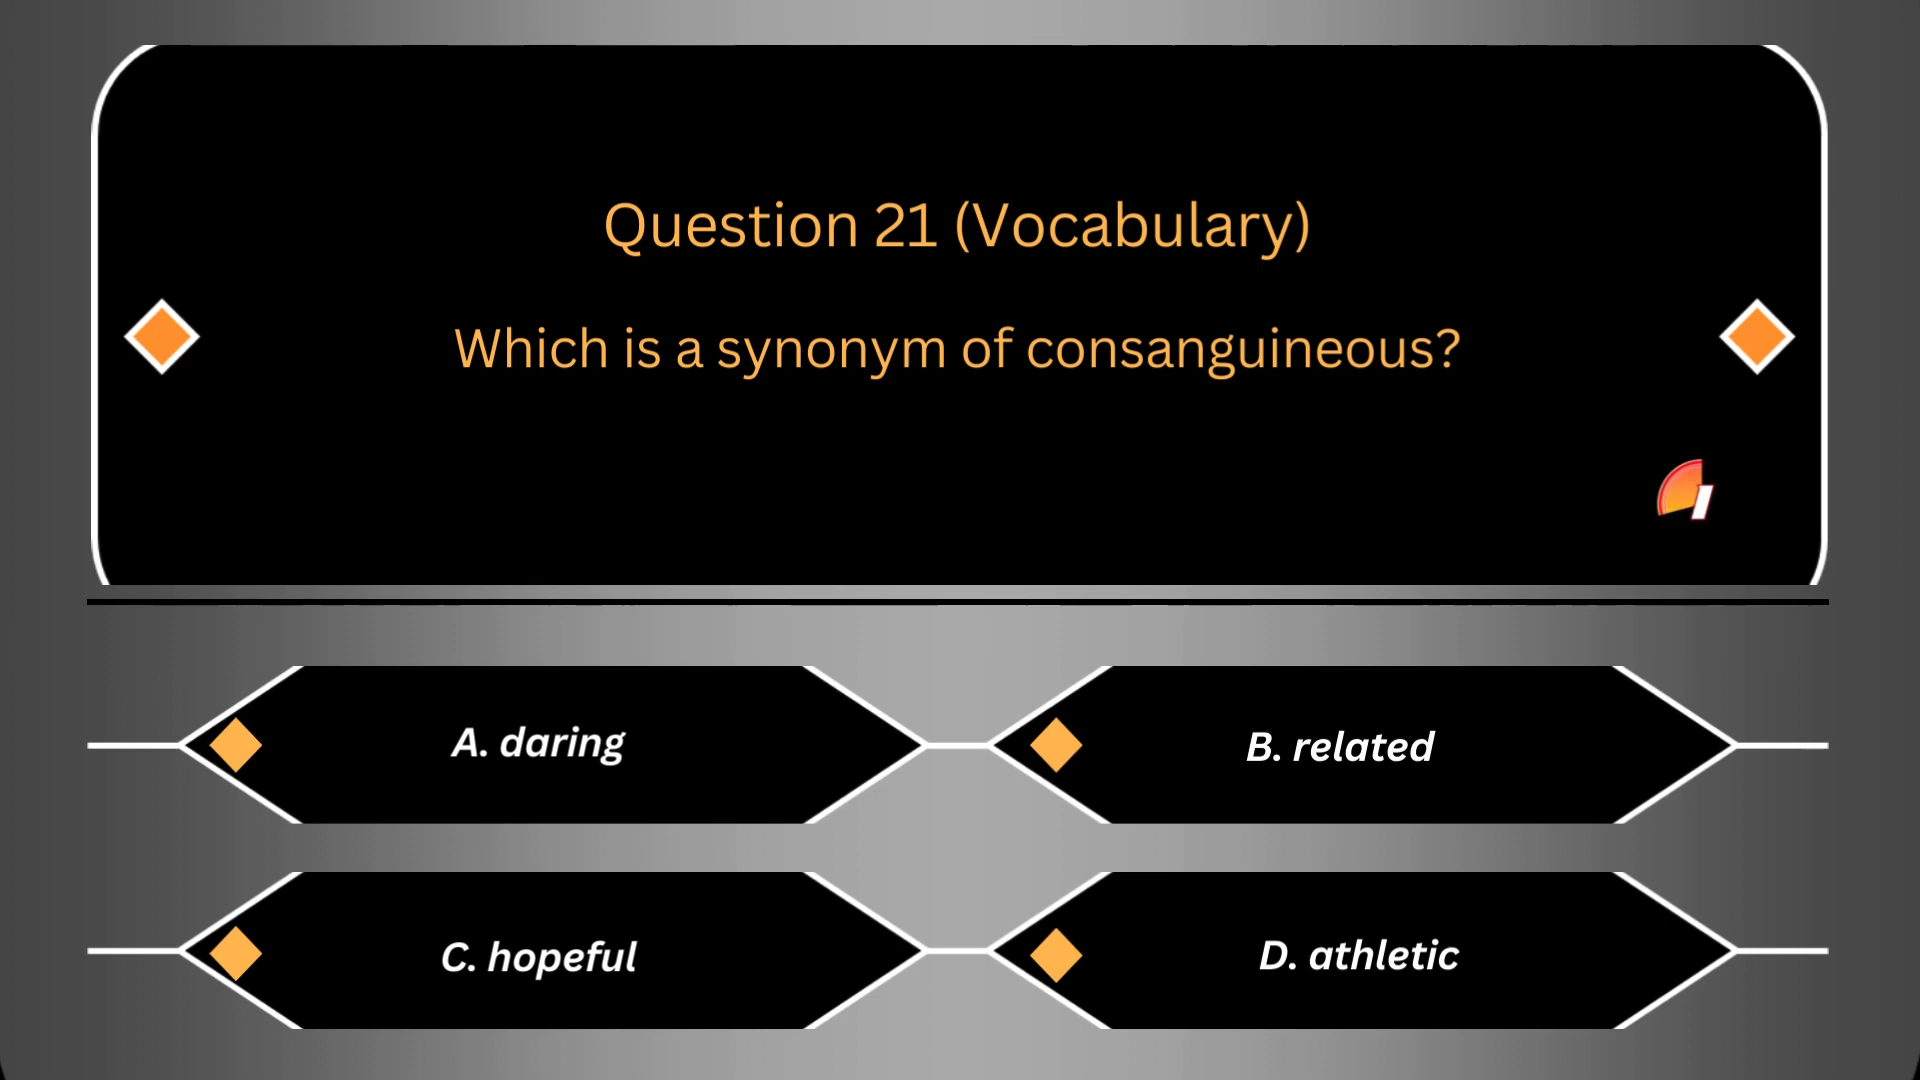 Question 21 (Vocabulary)
Which is a synonym of consanguineous?
A. daring
B. related
C. hopeful
D. athletic